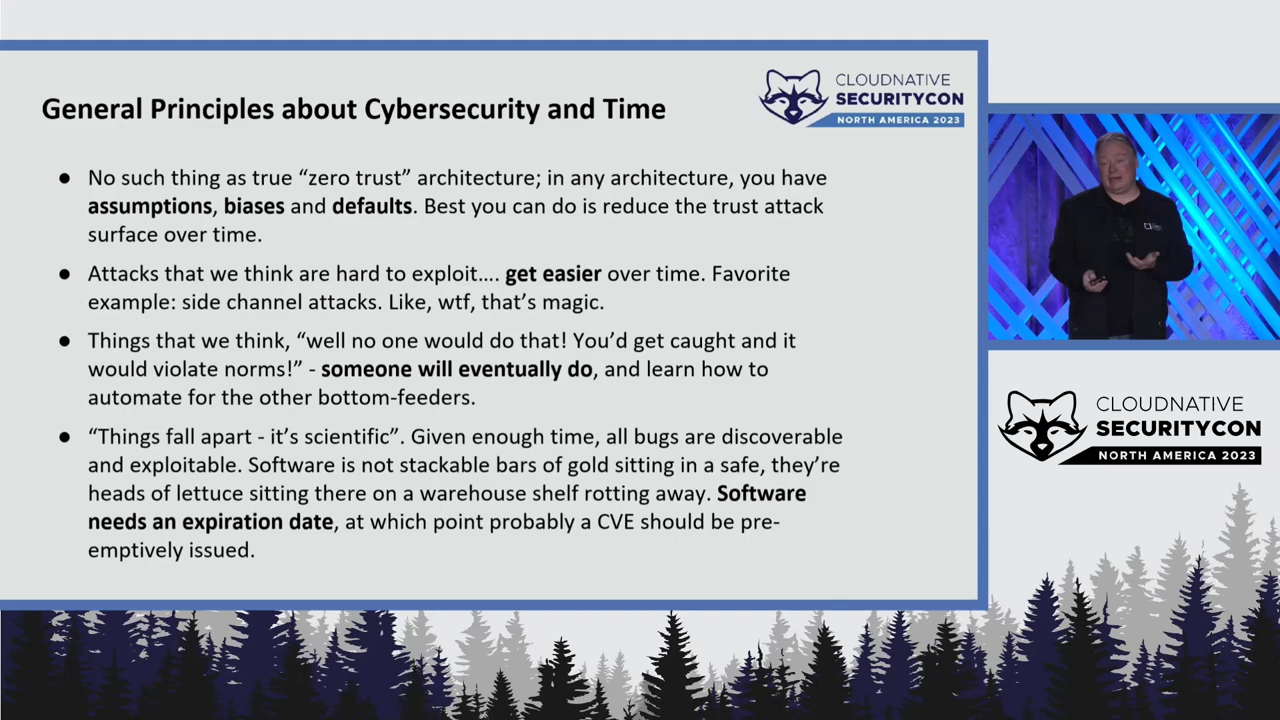 General Principles about Cybersecurity and Time
CLOUDNATIVE
SECURITYCON
NORTH AMERICA 2023
● No such thing as true “zero trust” architecture; in any architecture, you have
assumptions, biases and defaults. Best you can do is reduce the trust attack
surface over time.
● Attacks that we think are hard to exploit.... get easier over time. Favorite
example: side channel attacks. Like, wtf, that’s magic.
● Things that we think, “well no one would do that! You’d get caught and it
would violate norms!” - someone will eventually do, and learn how to
automate for the other bottom-feeders.
● “Things fall apart - it’s scientific”. Given enough time, all bugs are discoverable
and exploitable. Software is not stackable bars of gold sitting in a safe, they’re
heads of lettuce sitting there on a warehouse shelf rotting away. Software
needs an expiration date, at which point probably a CVE should be pre-
emptively issued.
CLOUDNATIVE
SECURITYCON
NORTH AMERICA 2023